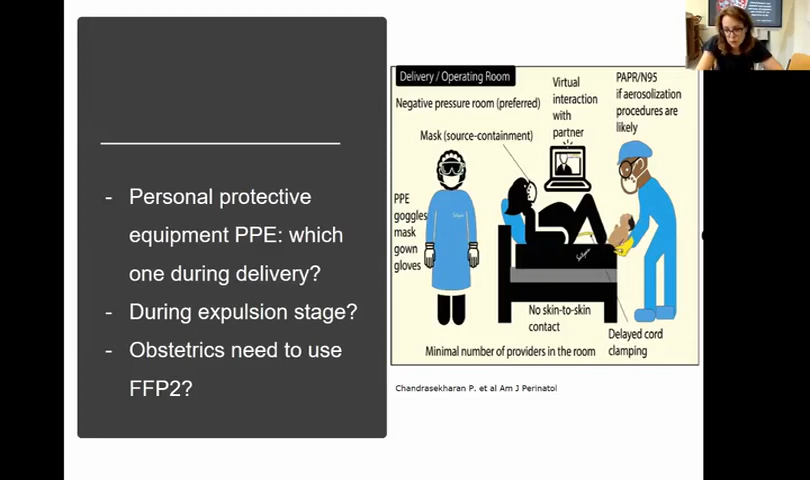 - Personal protective
equipment PPE: which
one during delivery?
- During expulsion stage?
- Obstetrics need to use
FFP2?
Delivery / Operating Room
Negative pressure room (preferred)
Mask (source-containment)
Virtual
interaction
with
partner
PAPR/N95
if aerosolization
procedures are
likely
PPE
goggles
mask
gown
gloves
No skin-to-skin
contact
Delayed cord
clamping
Minimal number of providers in the room
Chandrasekharan P. et al Am J Perinatol